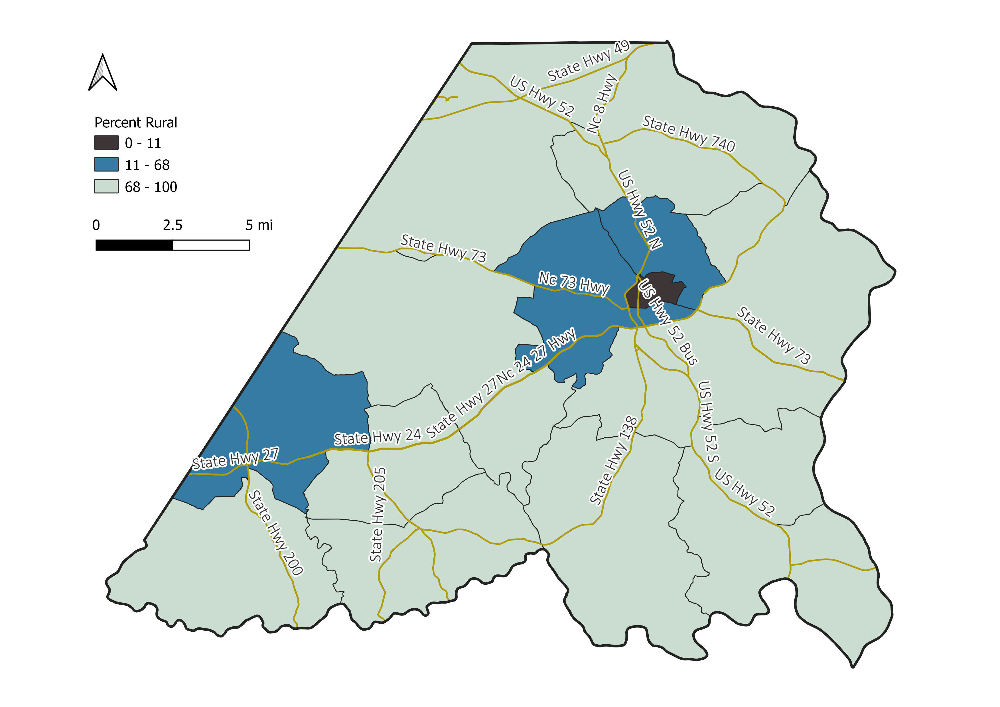 State Hwy 49
US Hwy 52
Nc 8 Hwy
Percent Rural
0 - 11
11 - 68
68 - 100
State Hwy 740
0 2.5 5 mi
US Hwy 52 N
State Hwy 73
Nc 73 Hwy
US Hwy 52 Bus
State Hwy 73
Nc 24 27 Hwy
State Hwy 27
State Hwy 24
US Hwy 52 S
State Hwy 138
State Hwy 27
State Hwy 205
US Hwy 52
State Hwy 200